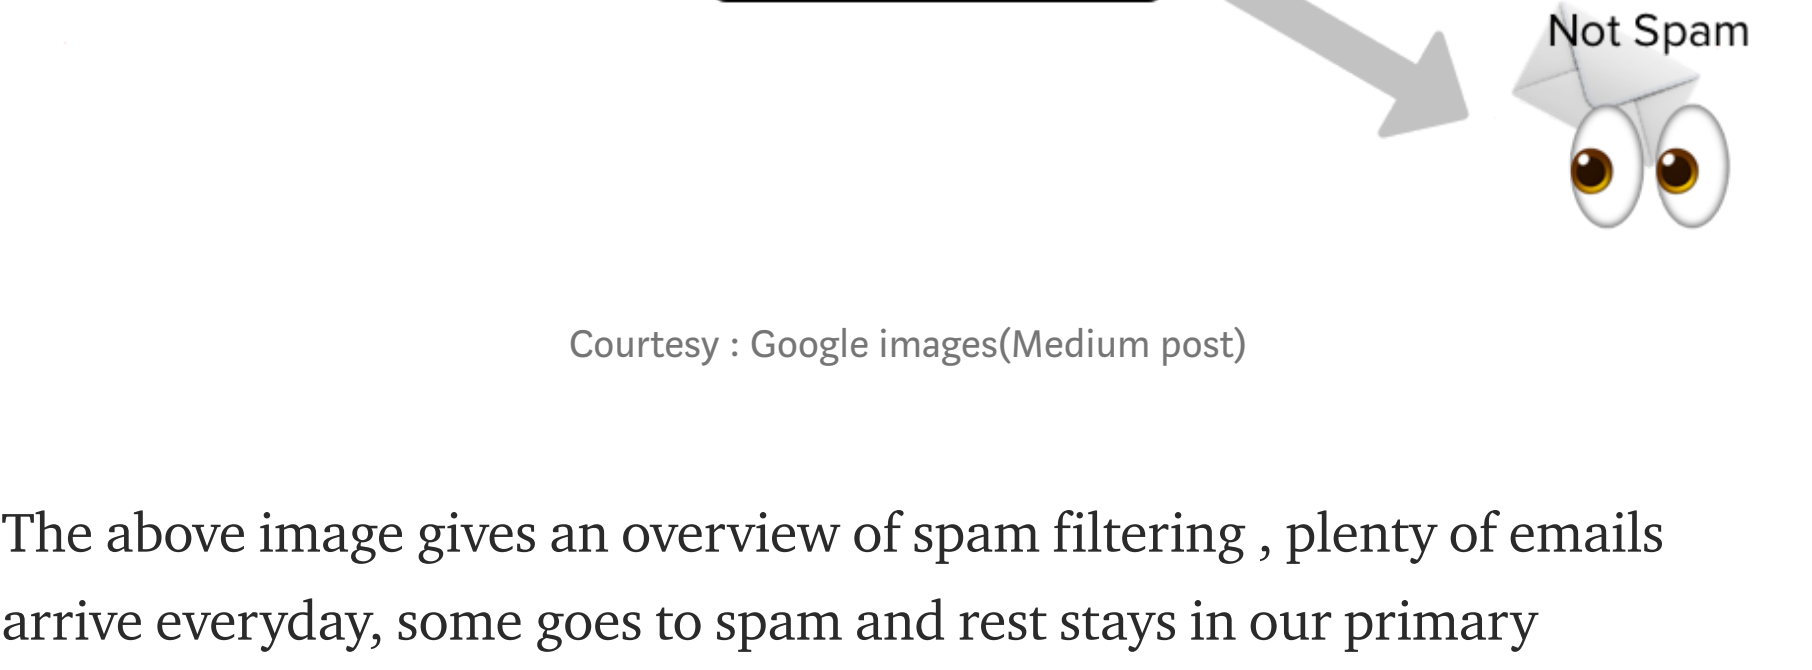 Not Spam
Courtesy : Google images(Medium post)
The above image gives an overview of spam filtering , plenty of emails
arrive everyday, some goes to spam and rest stays in our primary